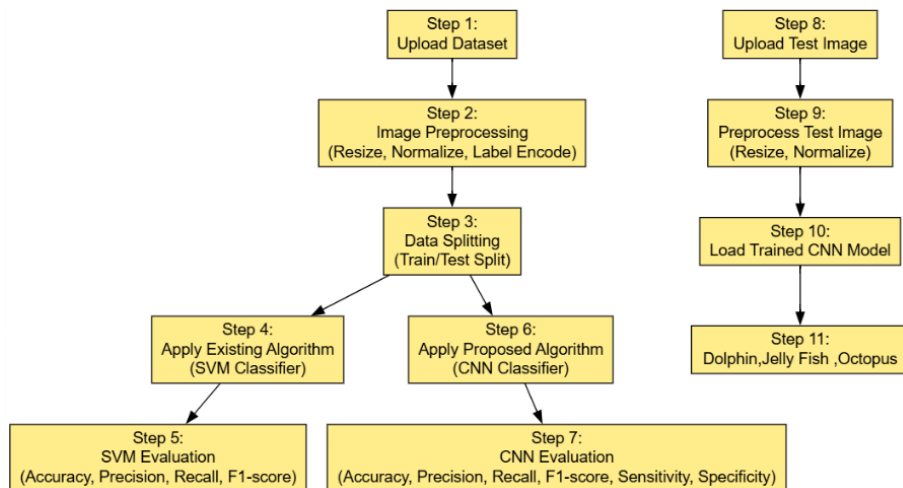 Step 1:
Upload Dataset
Step 2:
Image Preprocessing
(Resize, Normalize, Label Encode)
Step 3:
Data Splitting
(Train/Test Split)
Step 4:
Apply Existing Algorithm
(SVM Classifier)
Step 5:
SVM Evaluation
(Accuracy, Precision, Recall, F1-score)
Step 6:
Apply Proposed Algorithm
(CNN Classifier)
Step 7:
CNN Evaluation
(Accuracy, Precision, Recall, F1-score, Sensitivity, Specificity)
Step 8:
Upload Test Image
Step 9:
Preprocess Test Image
(Resize, Normalize)
Step 10:
Load Trained CNN Model
Step 11:
Dolphin,Jelly Fish ,Octopus